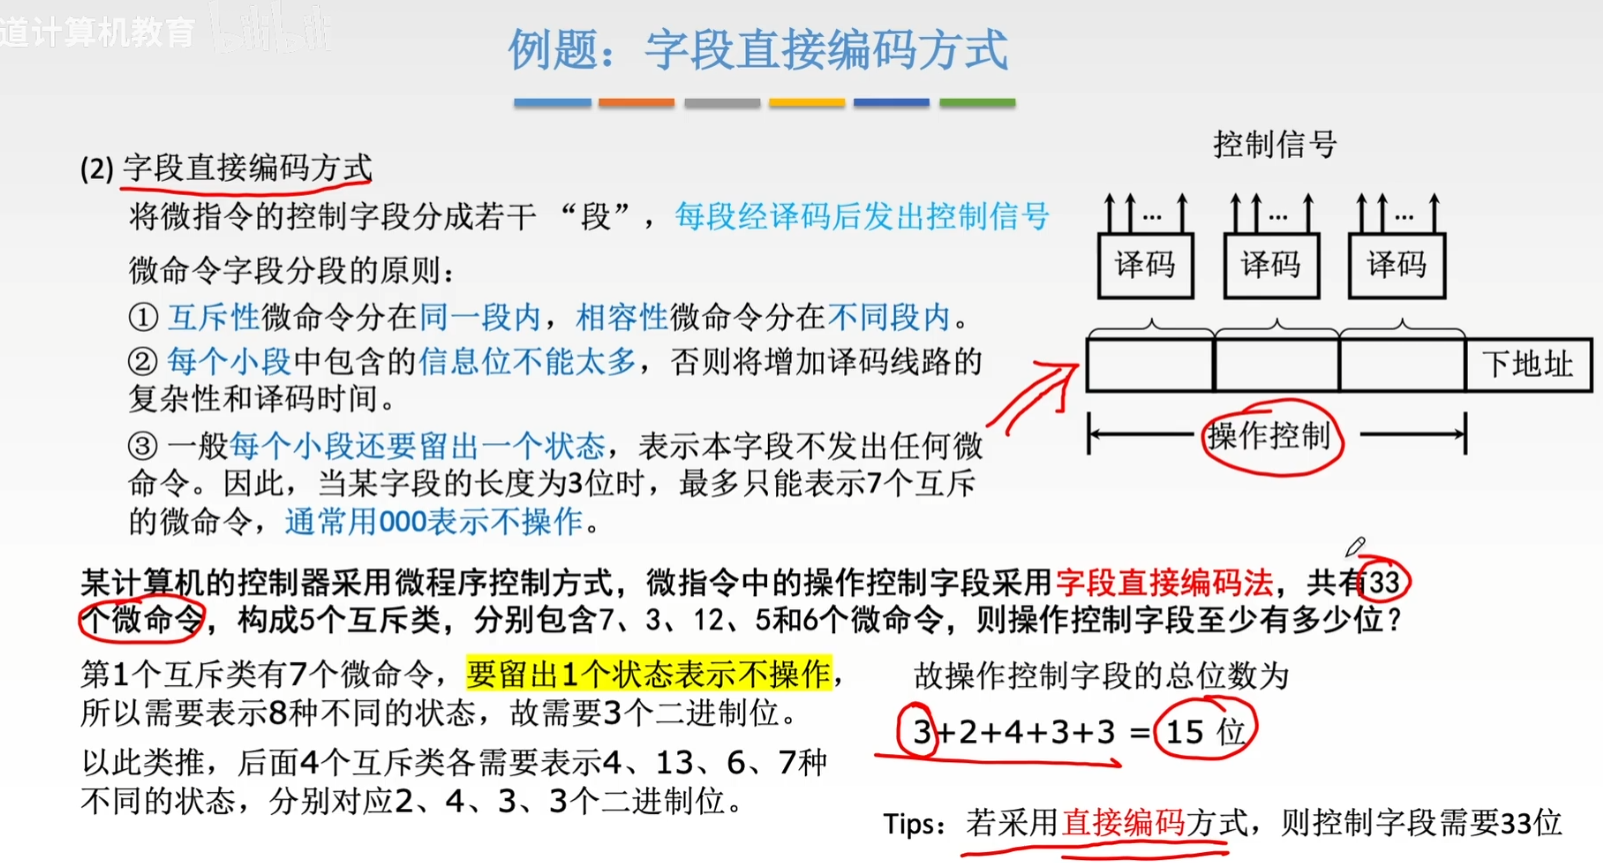 道计算机教育 bilibili
例题：字段直接编码方式
(2) 字段直接编码方式
将微指令的控制字段分成若干 “段”，每段经译码后发出控制信号
微命令字段分段的原则：
① 互斥性微命令分在同一段内，相容性微命令分在不同段内。
② 每个小段中包含的信息位不能太多，否则将增加译码线路的
复杂性和译码时间。
③ 一般每个小段还要留出一个状态，表示本字段不发出任何微
命令。因此，当某字段的长度为3位时，最多只能表示7个互斥
的微命令，通常用000表示不操作。
控制信号
... ... ...
译码 译码 译码
下地址
操作控制
某计算机的控制器采用微程序控制方式，微指令中的操作控制字段采用字段直接编码法，共有33
个微命令，构成5个互斥类，分别包含7、3、12、5和6个微命令，则操作控制字段至少有多少位？
第1个互斥类有7个微命令，要留出1个状态表示不操作，
所以需要表示8种不同的状态，故需要3个二进制位。
以此类推，后面4个互斥类各需要表示4、13、6、7种
不同的状态，分别对应2、4、3、3个二进制位。
故操作控制字段的总位数为
3+2+4+3+3 = 15 位
Tips：若采用直接编码方式，则控制字段需要33位